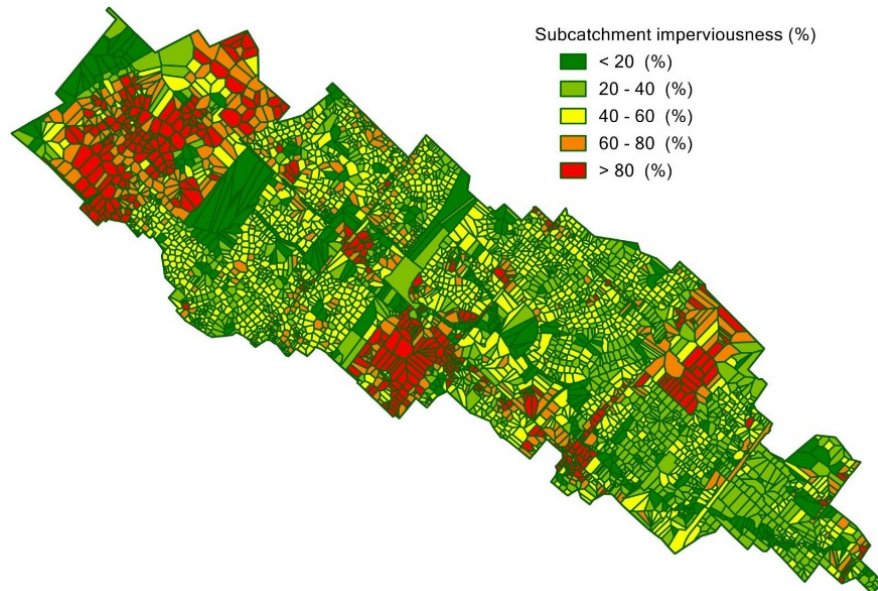 Subcatchment imperviousness (%)
< 20 (%)
20 - 40 (%)
40 - 60 (%)
60 - 80 (%)
> 80 (%)